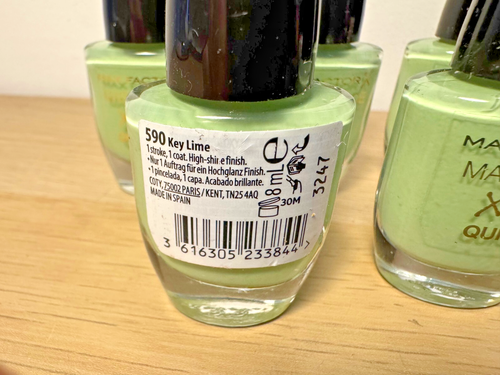 590 Key Lime
1 stroke, 1 coat. High-shine finish.
• Nur 1 Auftrag für ein Hochglanz Finish.
• 1 pincelada, 1 capa. Acabado brillante.
COTY, 75002 PARIS / KENT, TN25 4AQ
MADE IN SPAIN
8 mL e
30M
3247
3 616305 233844 >
FACTOR
MAX
MA
MA
X
QUI